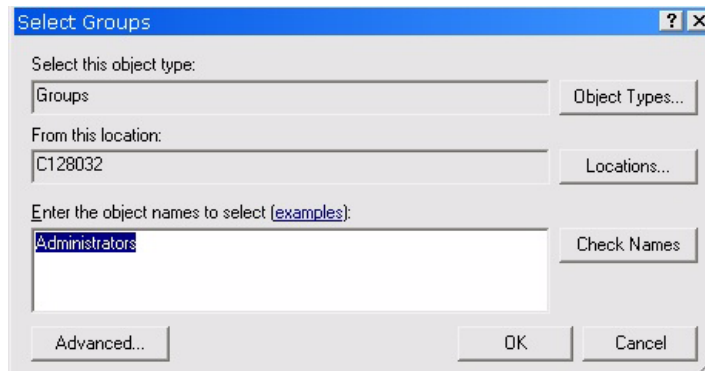 Select Groups
Select this object type:
Groups
Object Types...
From this location:
C128032
Locations...
Enter the object names to select (examples):
Administrators
Check Names
Advanced...
OK
Cancel